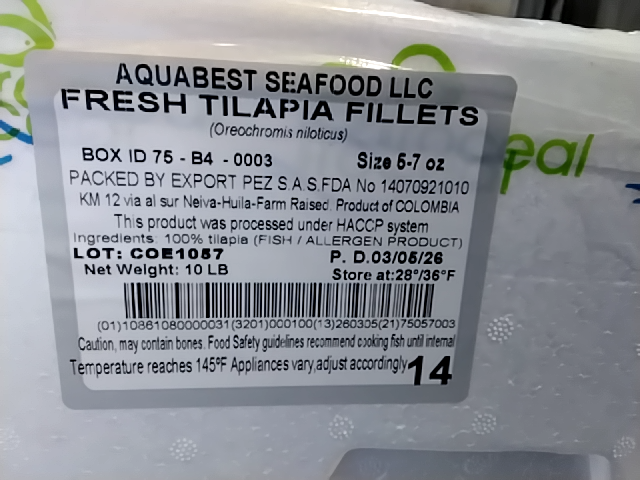 AQUABEST SEAFOOD LLC
FRESH TILAPIA FILLETS
(Oreochromis niloticus)
BOX ID 75 - B4 - 0003 Size 5-7 oz
PACKED BY EXPORT PEZ S.A.S.FDA No 14070921010
KM 12 via al sur Neiva-Huila-Farm Raised. Product of COLOMBIA
This product was processed under HACCP system
Ingredients: 100% tilapia (FISH / ALLERGEN PRODUCT)
LOT: COE1057 P. D.03/05/26
Net Weight: 10 LB Store at:28°/36°F
(01)10861080000031(3201)000100(13)260305(21)75057003
Caution, may contain bones. Food Safety guidelines recommend cooking fish until internal
Temperature reaches 145ºF Appliances vary,adjust accordingly 14